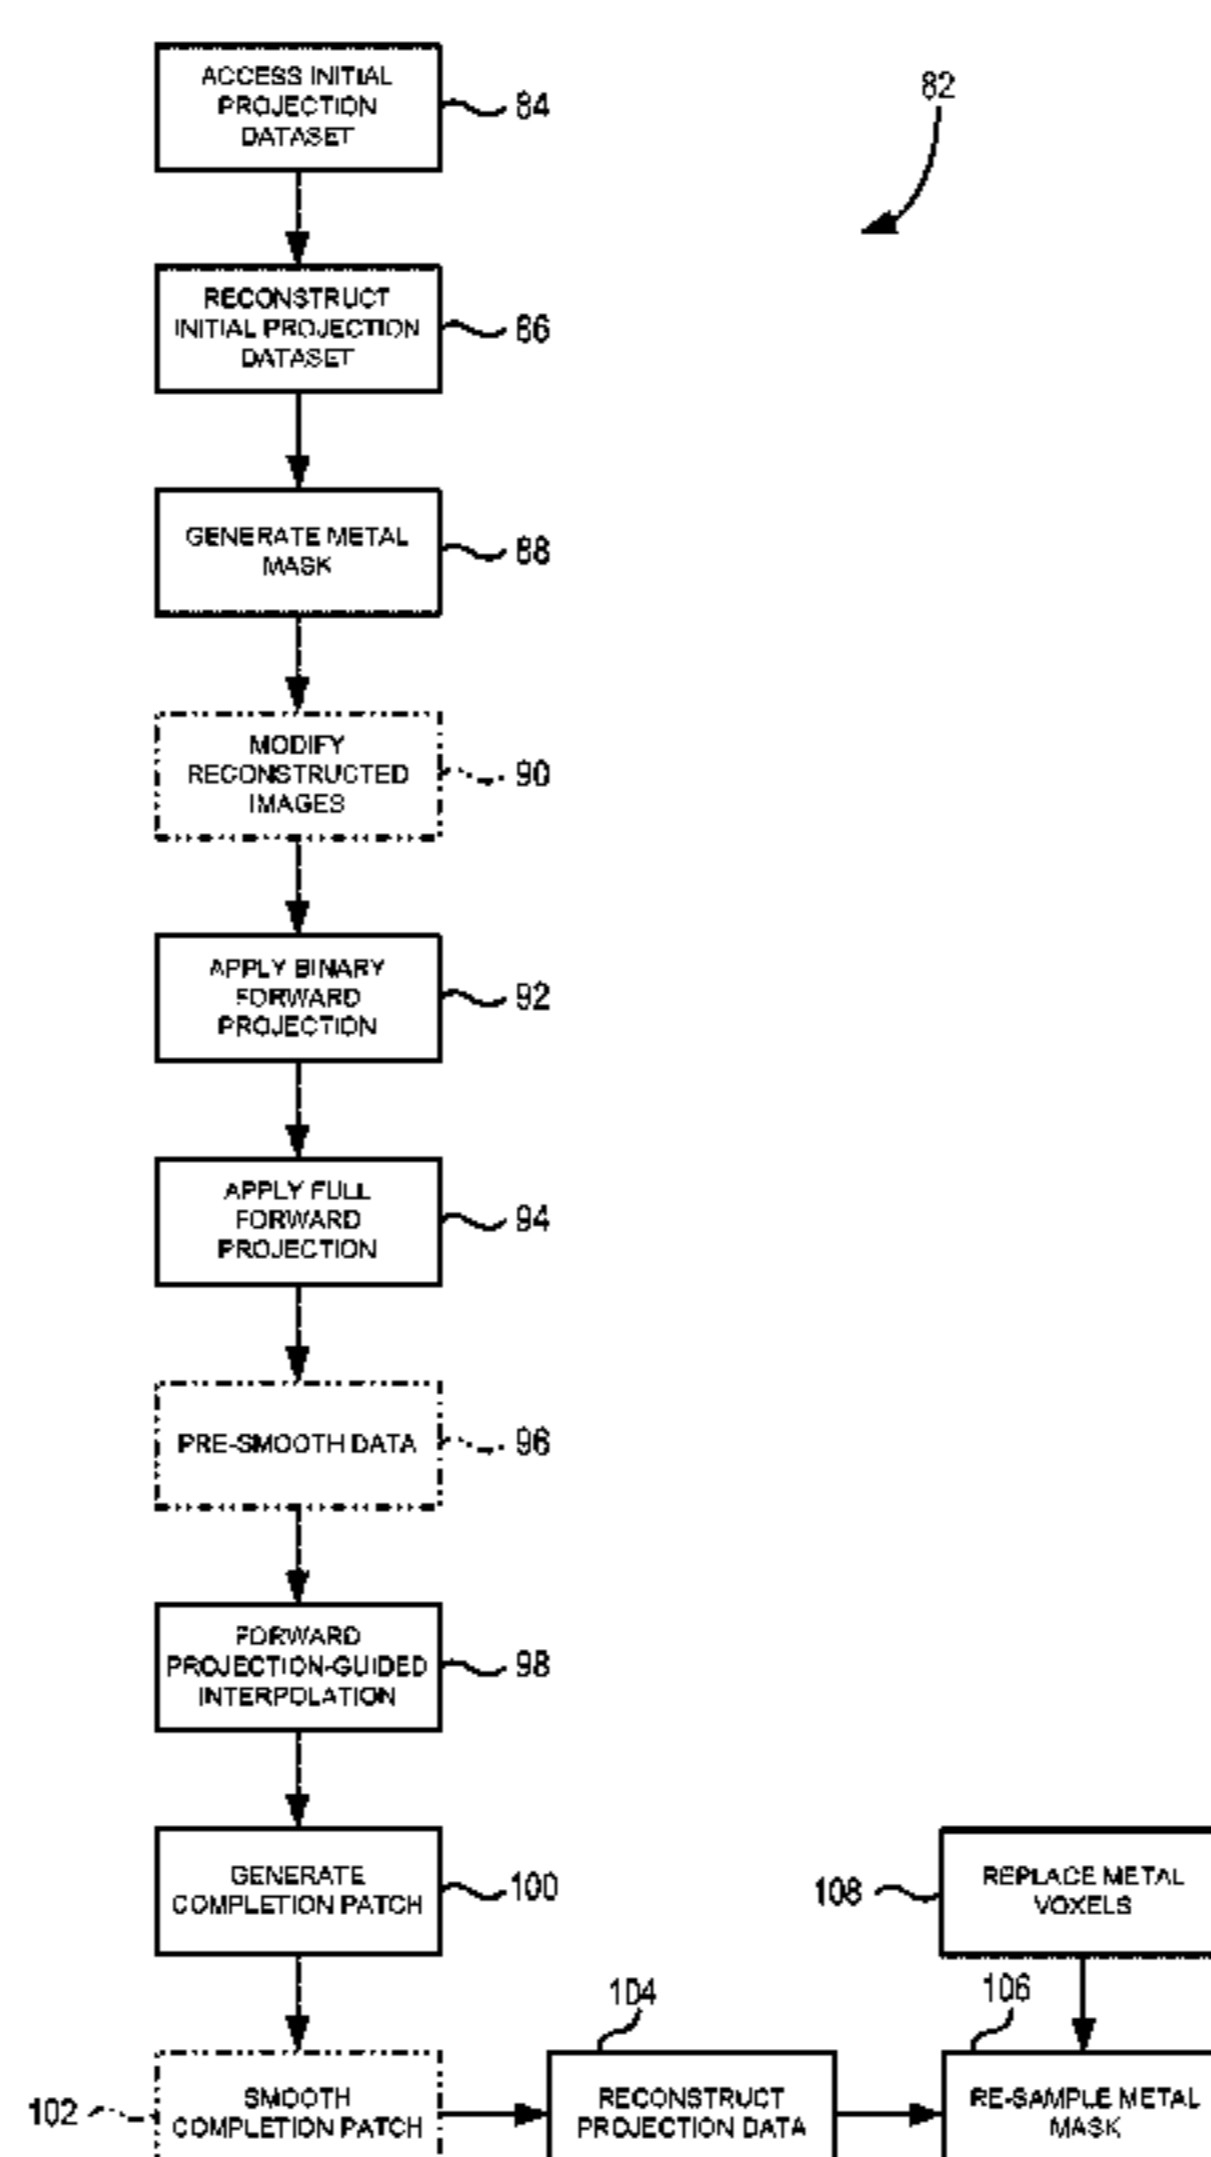 ACCESS INITIAL
PROJECTION
DATASET
84
82
RECONSTRUCT
INITIAL PROJECTION
DATASET
86
GENERATE METAL
MASK
88
MODIFY
RECONSTRUCTED
IMAGES
90
APPLY BINARY
FORWARD
PROJECTION
92
APPLY FULL
FORWARD
PROJECTION
94
PRE-SMOOTH DATA
96
FORWARD
PROJECTION-GUIDED
INTERPOLATION
98
GENERATE
COMPLETION PATCH
100
108
REPLACE METAL
VOXELS
104
106
102
SMOOTH
COMPLETION PATCH
RECONSTRUCT
PROJECTION DATA
RE-SAMPLE METAL
MASK